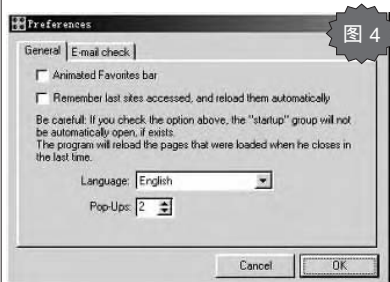 Preferences
图 4
General E-mail check
Animated Favorites bar
Remember last sites accessed, and reload them automatically
Be carefull: If you check the option above, the "startup" group will not
be automatically open, if exists.
The program will reload the pages that were loaded when he closes in
the last time.
Language: English
Pop-Ups: 2
Cancel OK